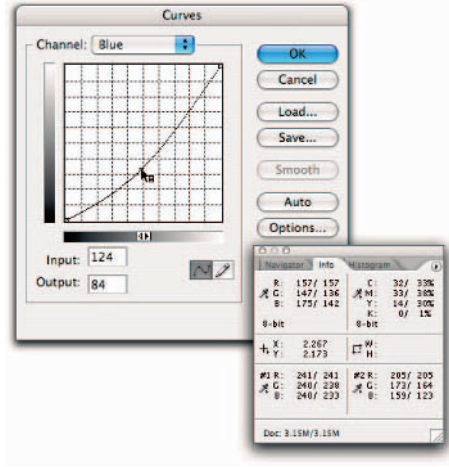 Curves
Channel: Blue
OK
Cancel
Load...
Save...
Smooth
Auto
Options...
Input: 124
Output: 84
Navigator Info Histogram
R: 157/ 157 C: 32/ 33%
G: 147/ 136 M: 33/ 38%
B: 175/ 142 Y: 14/ 30%
K: 0/ 1%
8-bit 8-bit
X: 2.267 W:
Y: 2.173 H:
#1 R: 241/ 241 #2 R: 205/ 205
G: 240/ 238 G: 173/ 164
B: 240/ 233 B: 159/ 123
Doc: 3.15M/3.15M